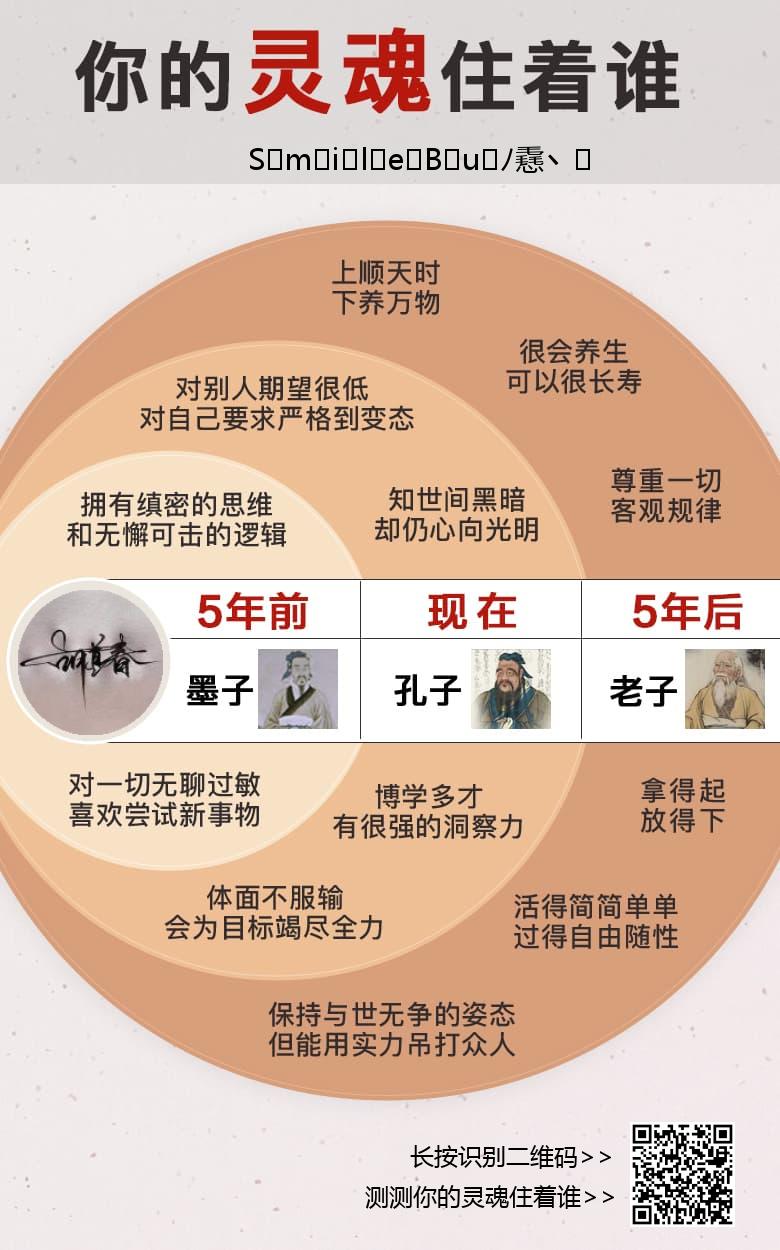 你的灵魂住着谁
S▯m▯i▯l▯e▯B▯u▯ﾉ靐丶 ▯
上顺天时
下养万物
很会养生
可以很长寿
对别人期望很低
对自己要求严格到变态
尊重一切
客观规律
知世间黑暗
却仍心向光明
拥有缜密的思维
和无懈可击的逻辑
5年前
现在
5年后
墨子
孔子
老子
对一切无聊过敏
喜欢尝试新事物
博学多才
有很强的洞察力
拿得起
放得下
体面不服输
会为目标竭尽全力
活得简简单单
过得自由随性
保持与世无争的姿态
但能用实力吊打众人
长按识别二维码>>
测测你的灵魂住着谁>>